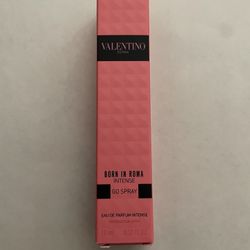 VALENTINO
BORN IN ROMA
INTENSE
GO SPRAY
EAU DE PARFUM INTENSE